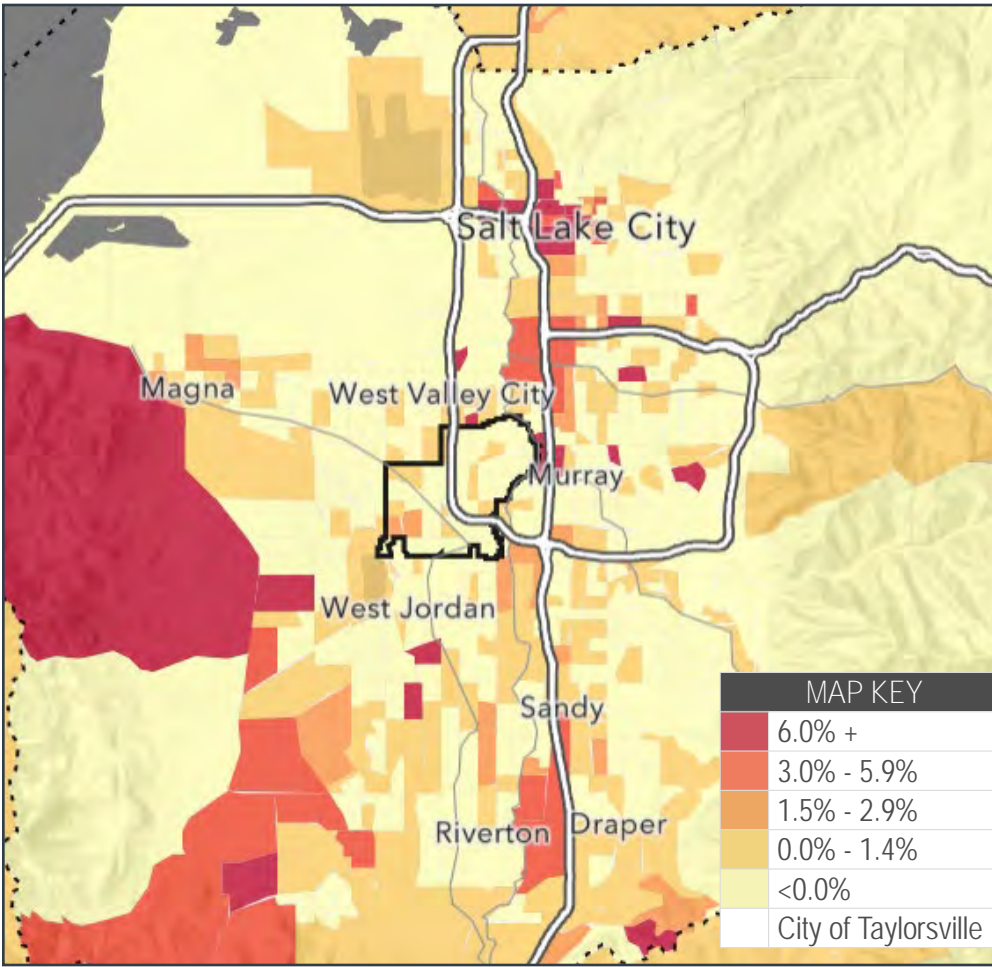 Salt Lake City
Magna
West Valley City
Murray
West Jordan
Sandy
Riverton
Draper
MAP KEY
6.0% +
3.0% - 5.9%
1.5% - 2.9%
0.0% - 1.4%
<0.0%
City of Taylorsville